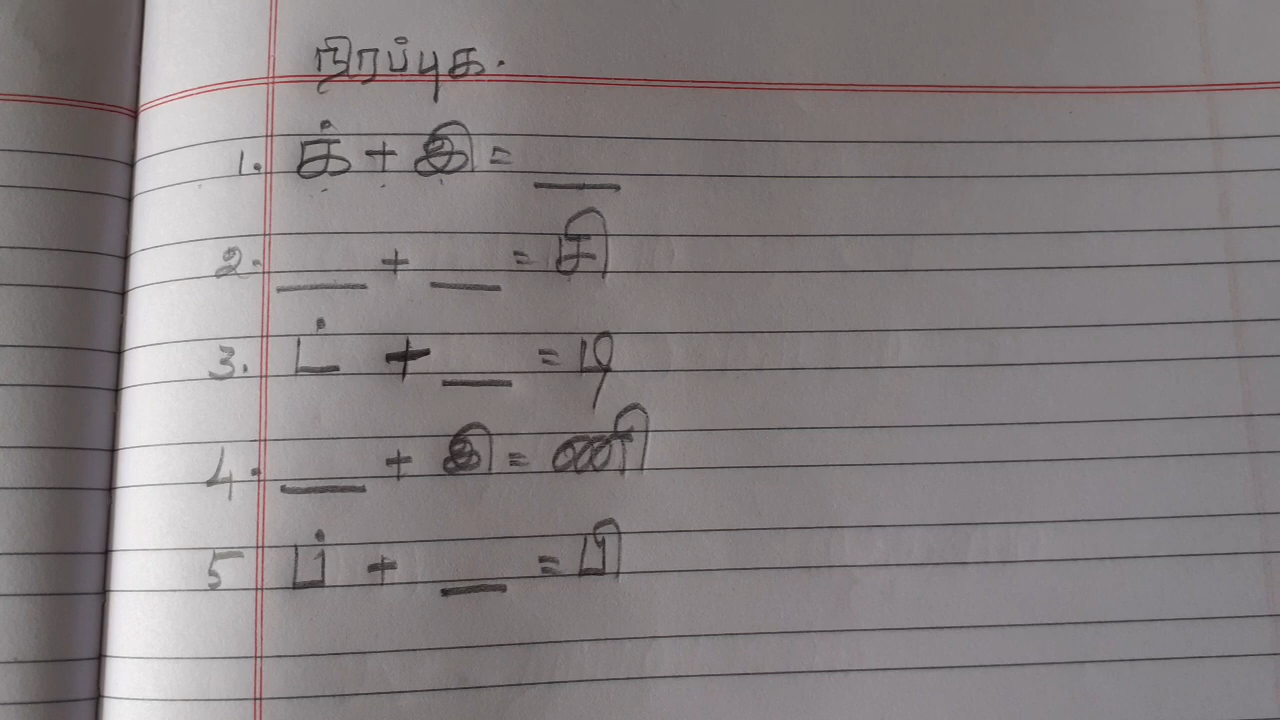 நிரப்புக.
1. க் + இ = ___
2. ___ + ___ = சி
3. ட் + ___ = டி
4. ___ + இ = ணி
5 ப் + ___ = பி